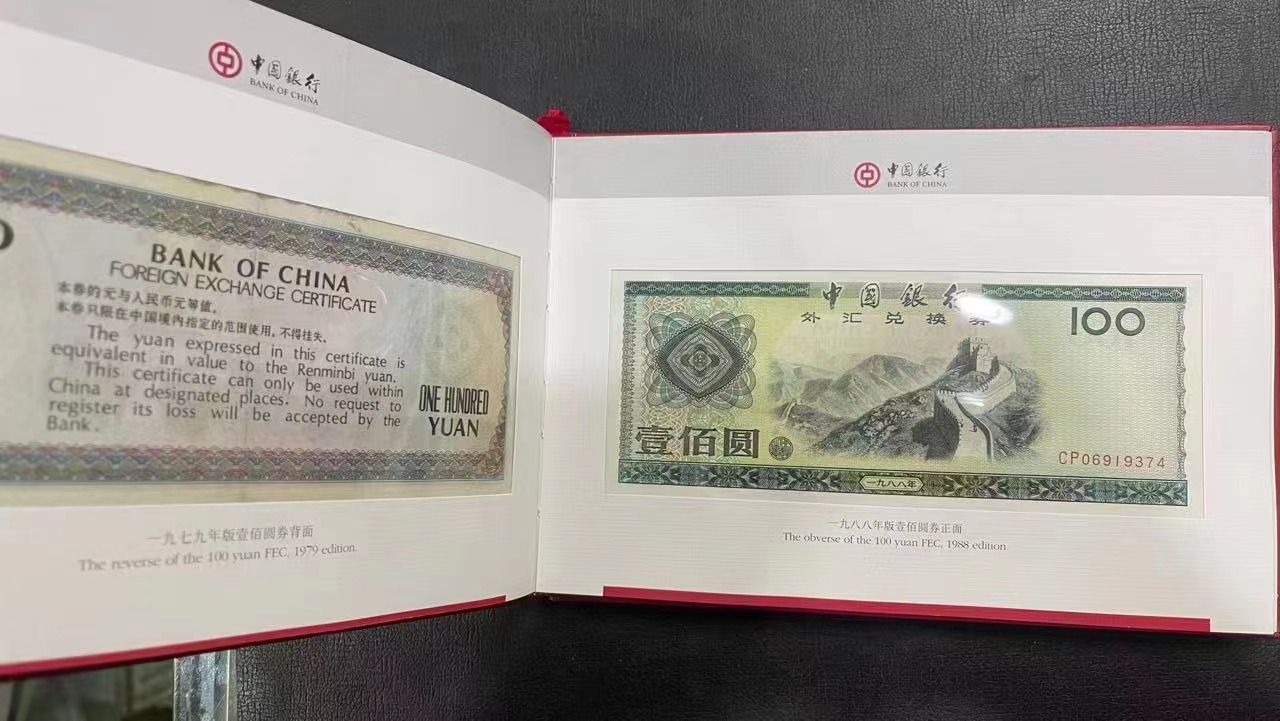 中国銀行
BANK OF CHINA
BANK OF CHINA
FOREIGN EXCHANGE CERTIFICATE
本券的元与人民币元等值。
本券只限在中国境内指定的范围使用,不得挂失。
The yuan expressed in this certificate is
equivalent in value to the Renminbi yuan.
This certificate can only be used within
China at designated places. No request to
register its loss will be accepted by the
Bank.
ONE HUNDRED
YUAN
一九七九年版壹佰圆券背面
The reverse of the 100 yuan FEC, 1979 edition.
中国銀行
BANK OF CHINA
中国銀行
外汇兑换券
100
壹佰圆
CP06919374
一九八八年
一九八八年版壹佰圆券正面
The obverse of the 100 yuan FEC, 1988 edition